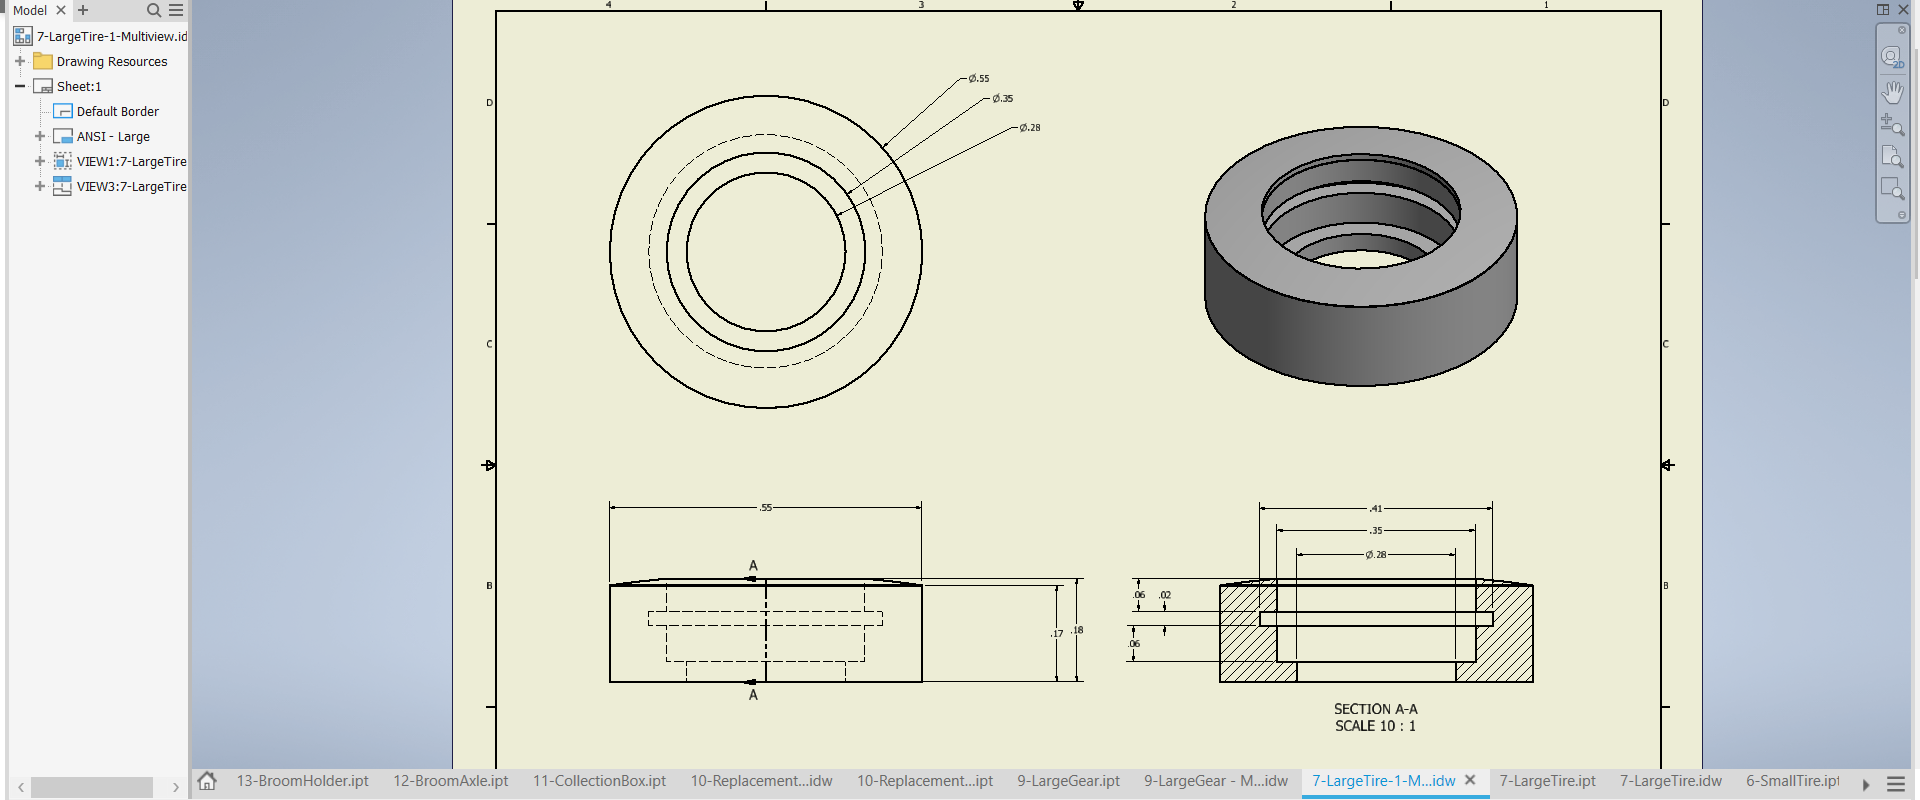 Model
7-LargeTire-1-Multiview.id
Drawing Resources
Sheet:1
Default Border
ANSI - Large
VIEW1:7-LargeTire
VIEW3:7-LargeTire
4 3 2 1
D D
C C
B B
Ø.55
Ø.35
Ø.28
.55
A
A
.17 .18
.41
.35
Ø.28
.06 .02
.06
SECTION A-A
SCALE 10 : 1
2D
13-BroomHolder.ipt 12-BroomAxle.ipt 11-CollectionBox.ipt 10-Replacement...idw 10-Replacement...ipt 9-LargeGear.ipt 9-LargeGear - M...idw 7-LargeTire-1-M...idw 7-LargeTire.ipt 7-LargeTire.idw 6-SmallTire.ipt